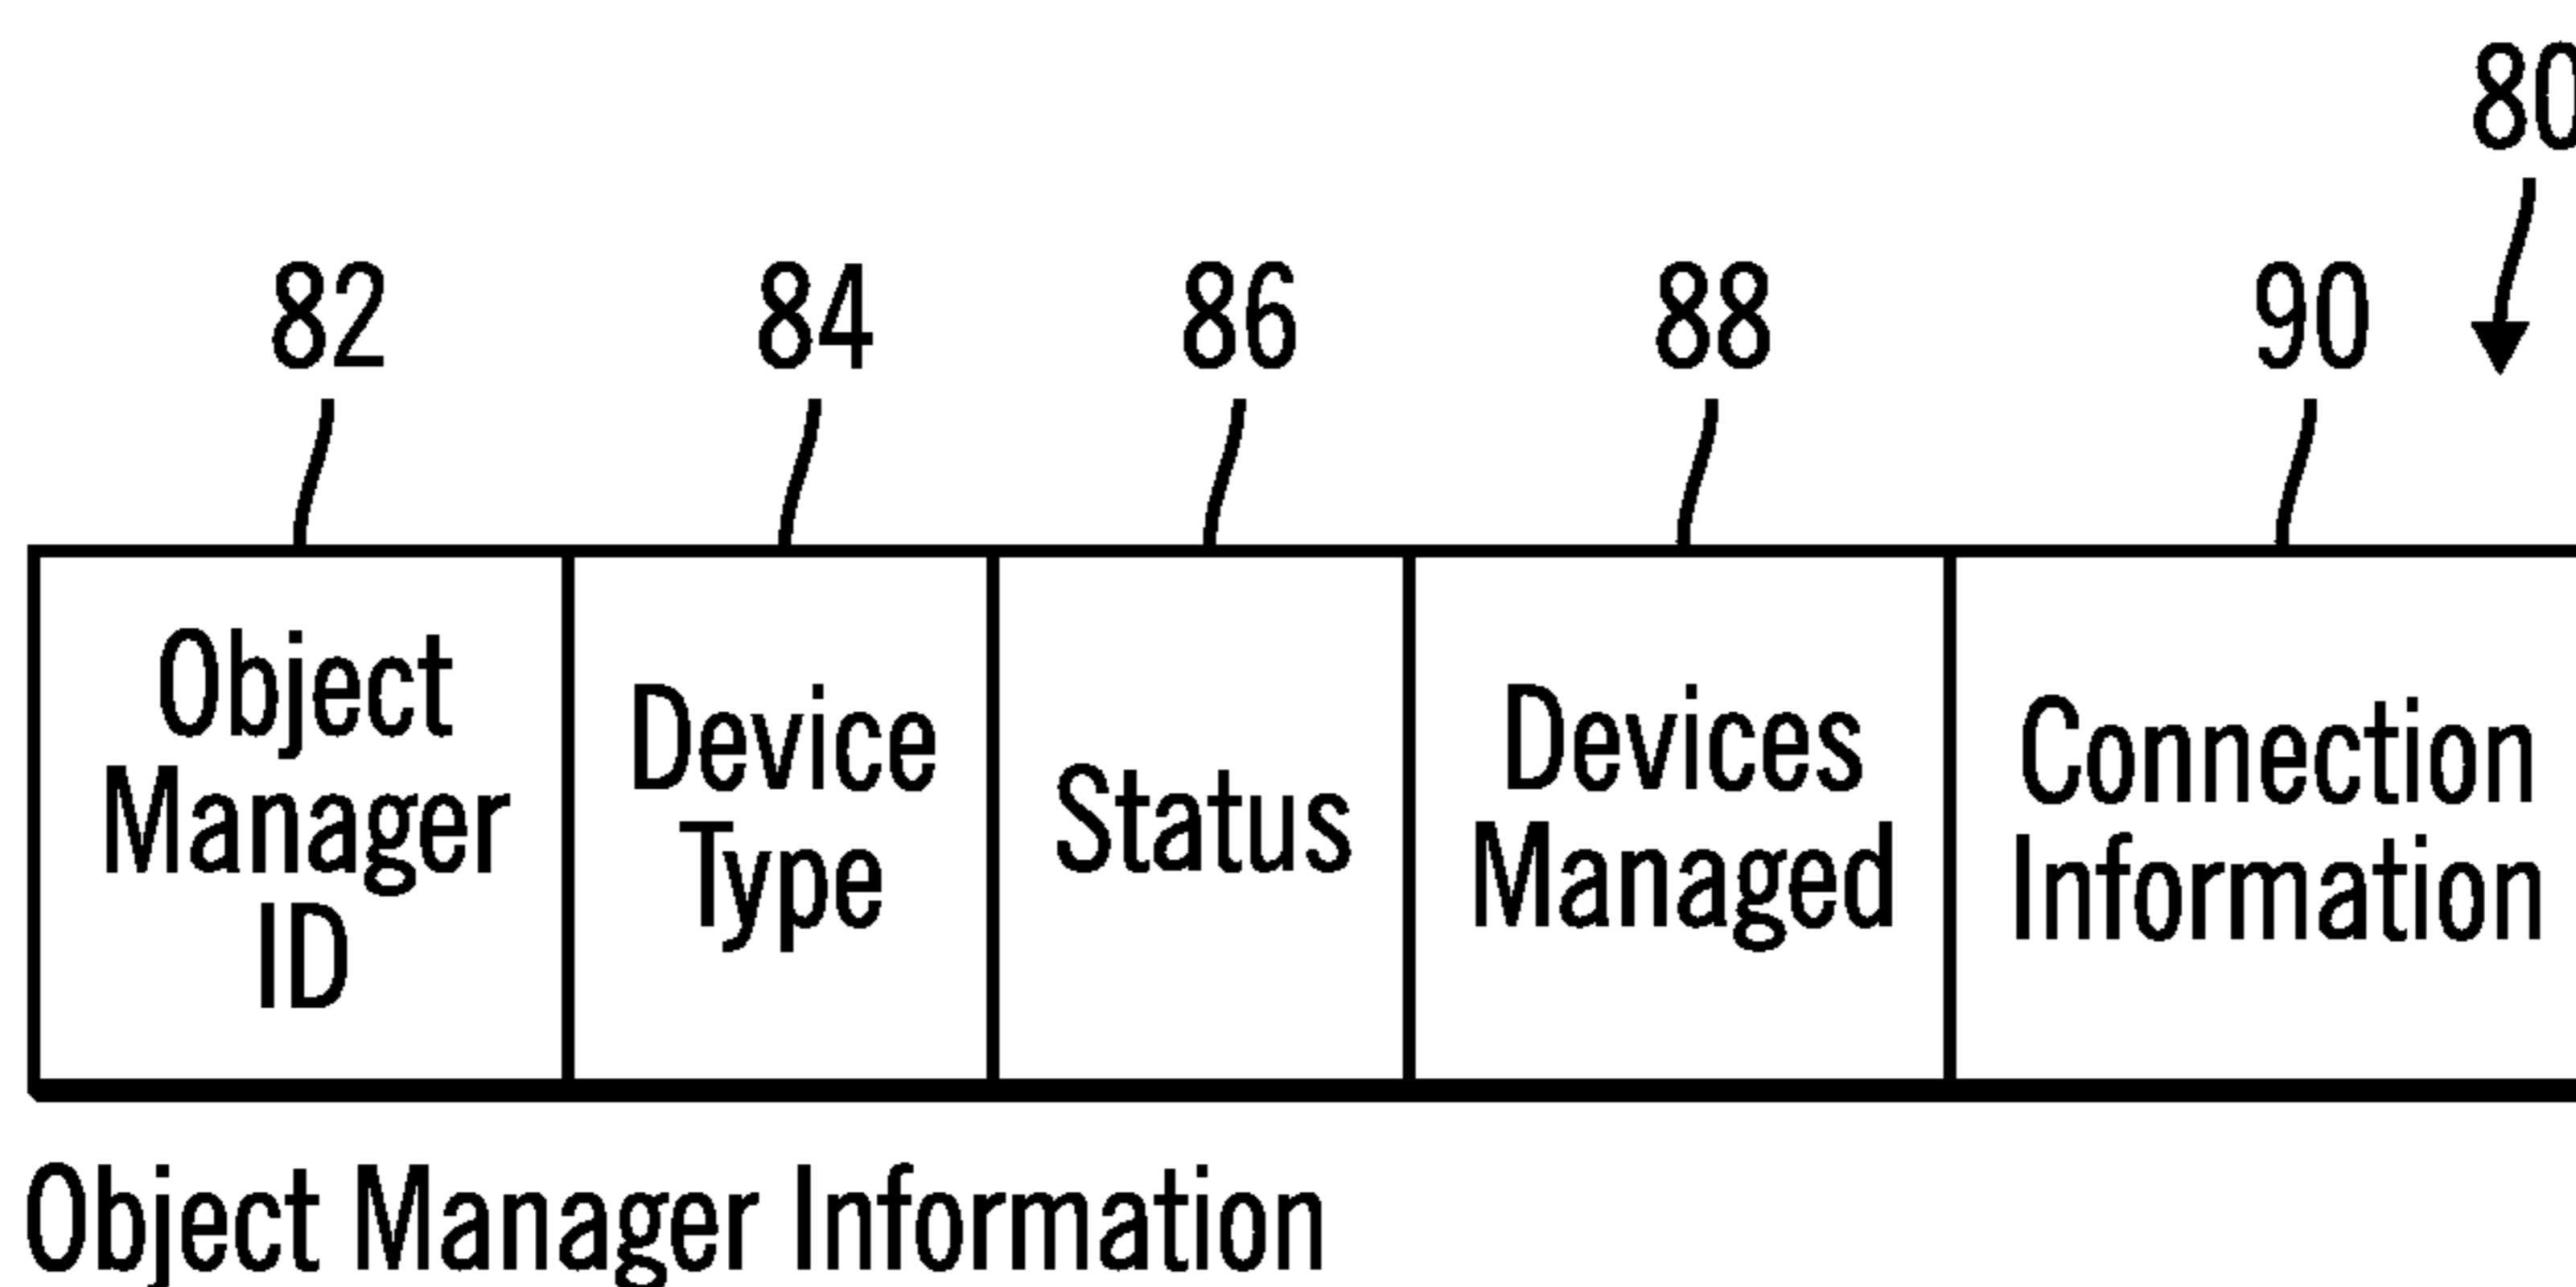 80
82 84 86 88 90
Object
Manager
ID
Device
Type
Status
Devices
Managed
Connection
Information
Object Manager Information